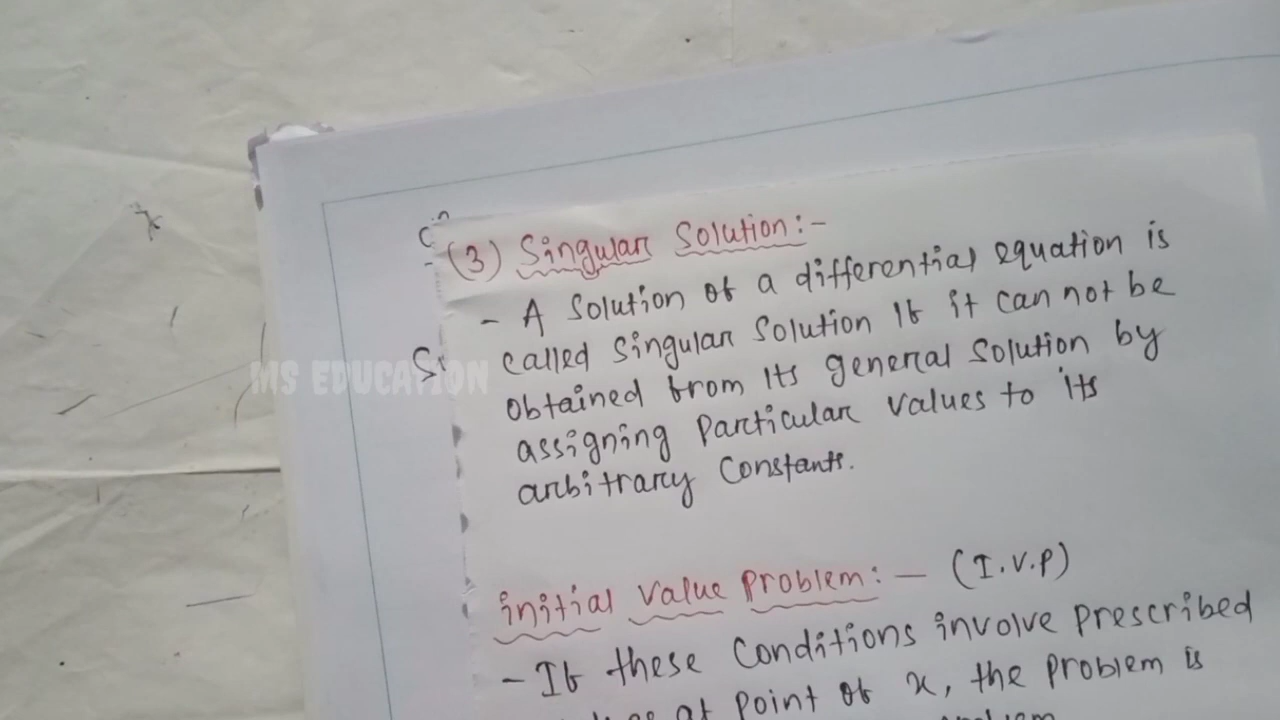 (3) Singular Solution:-
- A Solution of a differential equation is
called Singular Solution If it can not be
obtained from Its general Solution by
assigning Particular values to its
arbitrary Constants.
initial value Problem: - (I.V.P)
- If these Conditions involve prescribed
at point of x, the problem is
MS EDUCATION